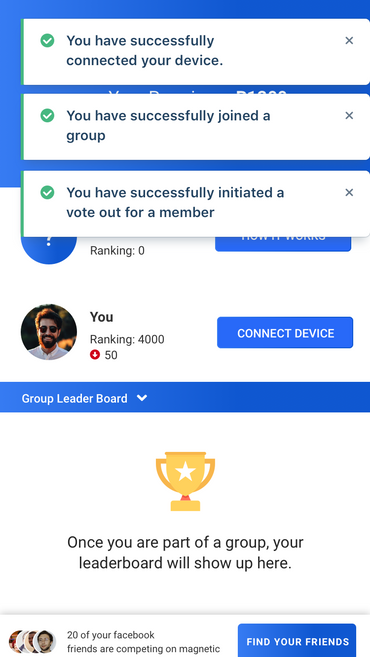 You have successfully
connected your device.
You have successfully joined a
group
You have successfully initiated a
vote out for a member
HOW IT WORKS
Ranking: 0
You
Ranking: 4000
50
CONNECT DEVICE
Group Leader Board
Once you are part of a group, your
leaderboard will show up here.
20 of your facebook
friends are competing on magnetic
FIND YOUR FRIENDS